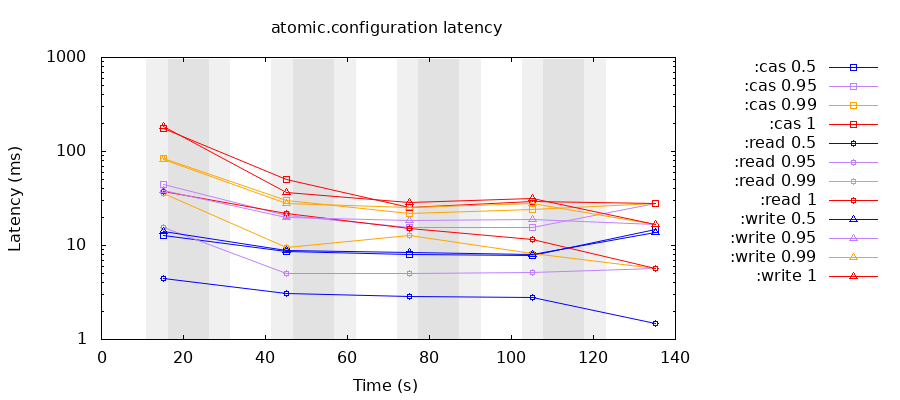 atomic.configuration latency
1000
100
10
1
Latency (ms)
0 20 40 60 80 100 120 140
Time (s)
:cas 0.5
:cas 0.95
:cas 0.99
:cas 1
:read 0.5
:read 0.95
:read 0.99
:read 1
:write 0.5
:write 0.95
:write 0.99
:write 1